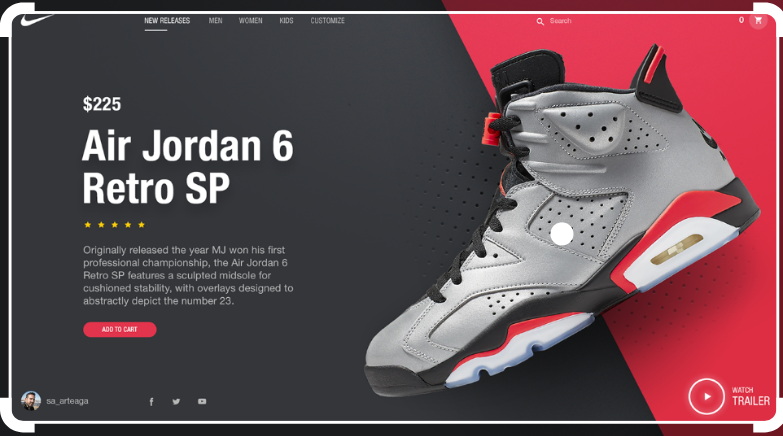 NEW RELEASES MEN WOMEN KIDS CUSTOMIZE Search 0
$225
Air Jordan 6
Retro SP
Originally released the year MJ won his first
professional championship, the Air Jordan 6
Retro SP features a sculpted midsole for
cushioned stability, with overlays designed to
abstractly depict the number 23.
ADD TO CART
sa_arteaga
WATCH
TRAILER